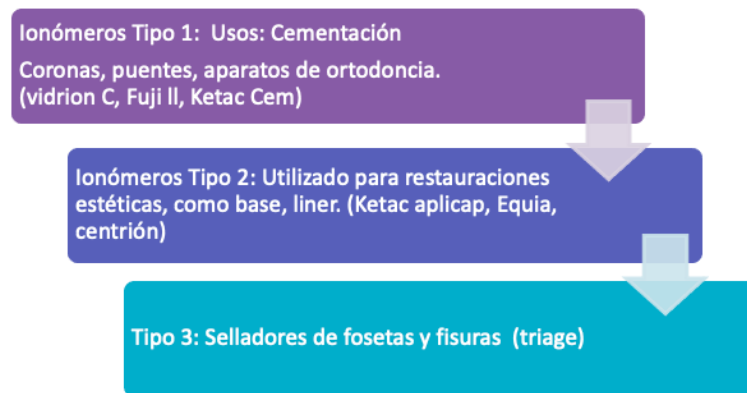 Ionómeros Tipo 1:  Usos: Cementación
Coronas, puentes, aparatos de ortodoncia.
(vidrion C, Fuji ll, Ketac Cem)
Ionómeros Tipo 2: Utilizado para restauraciones
estéticas, como base, liner. (Ketac aplicap, Equia,
centrión)
Tipo 3: Selladores de fosetas y fisuras  (triage)